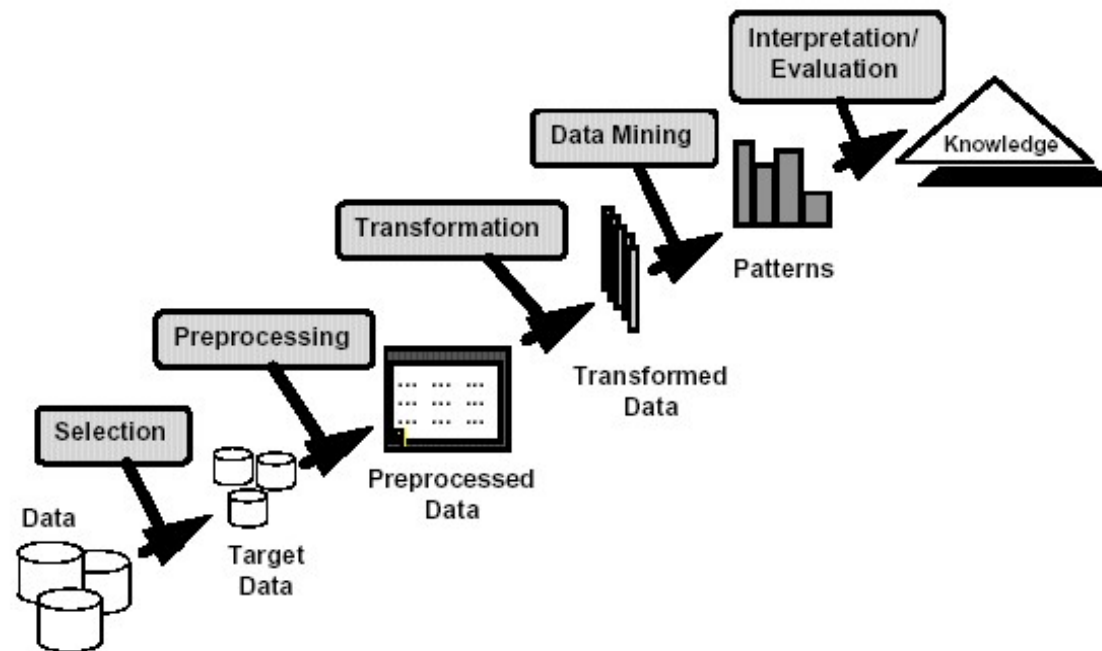 Interpretation/
Evaluation
Data Mining
Knowledge
Transformation
Patterns
Preprocessing
Transformed
Data
Selection
Preprocessed
Data
Data
Target
Data